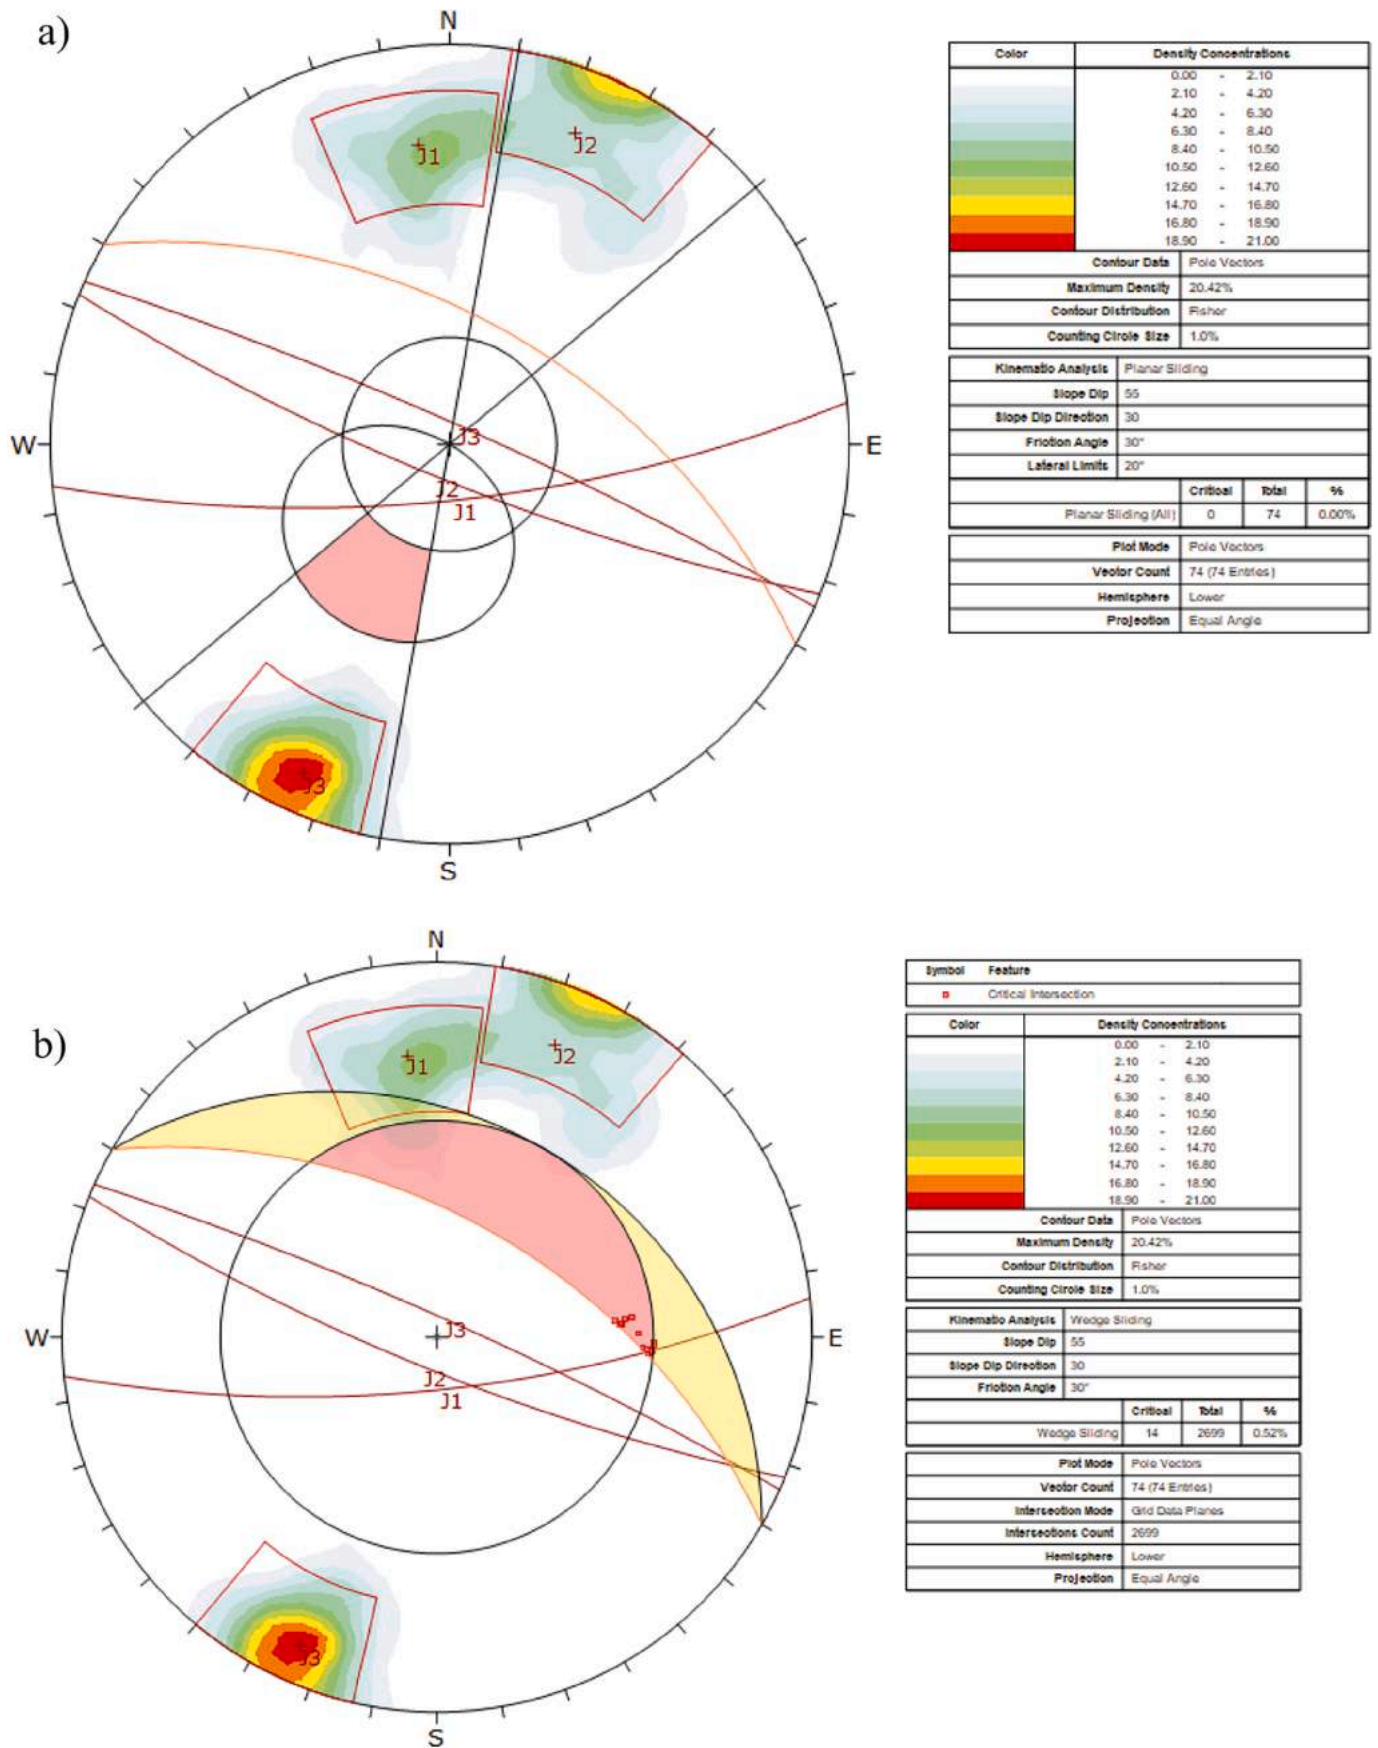 a)
N
J1
J2
W
E
J3
J2
J1
J3
S
Color Density Concentrations
0.00 - 2.10
2.10 - 4.20
4.20 - 6.30
6.30 - 8.40
8.40 - 10.50
10.50 - 12.60
12.60 - 14.70
14.70 - 16.80
16.80 - 18.90
18.90 - 21.00
Contour Data Pole Vectors
Maximum Density 20.42%
Contour Distribution Fisher
Counting Circle Size 1.0%
Kinematic Analysis Planar Sliding
Slope Dip 55
Slope Dip Direction 30
Friction Angle 30°
Lateral Limits 20°
Critical Total %
Planar Sliding (All) 0 74 0.00%
Plot Mode Pole Vectors
Vector Count 74 (74 Entries)
Hemisphere Lower
Projection Equal Angle
b)
N
J1
J2
W
E
J3
J2
J1
J3
S
Symbol Feature
Critical Intersection
Color Density Concentrations
0.00 - 2.10
2.10 - 4.20
4.20 - 6.30
6.30 - 8.40
8.40 - 10.50
10.50 - 12.60
12.60 - 14.70
14.70 - 16.80
16.80 - 18.90
18.90 - 21.00
Contour Data Pole Vectors
Maximum Density 20.42%
Contour Distribution Fisher
Counting Circle Size 1.0%
Kinematic Analysis Wedge Sliding
Slope Dip 55
Slope Dip Direction 30
Friction Angle 30°
Critical Total %
Wedge Sliding 14 2699 0.52%
Plot Mode Pole Vectors
Vector Count 74 (74 Entries)
Intersection Mode Grid Data Planes
Intersections Count 2699
Hemisphere Lower
Projection Equal Angle